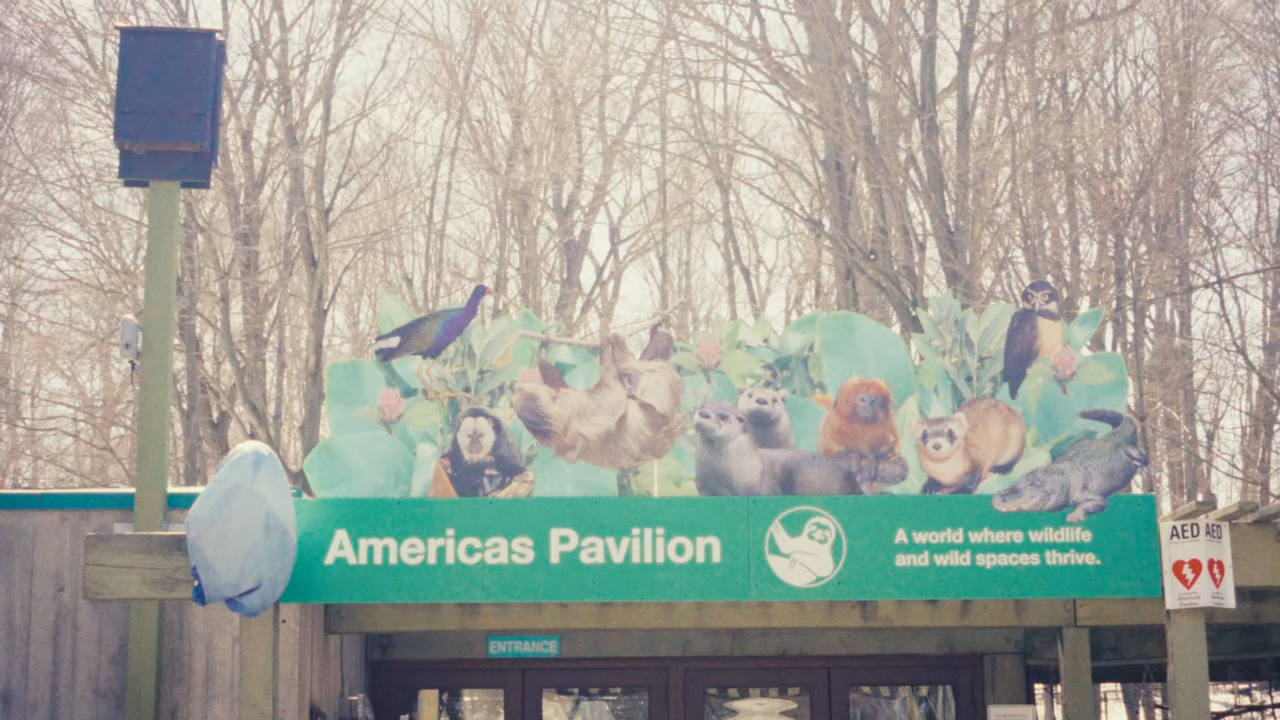 Americas Pavilion
A world where wildlife
and wild spaces thrive.
AED AED
ENTRANCE